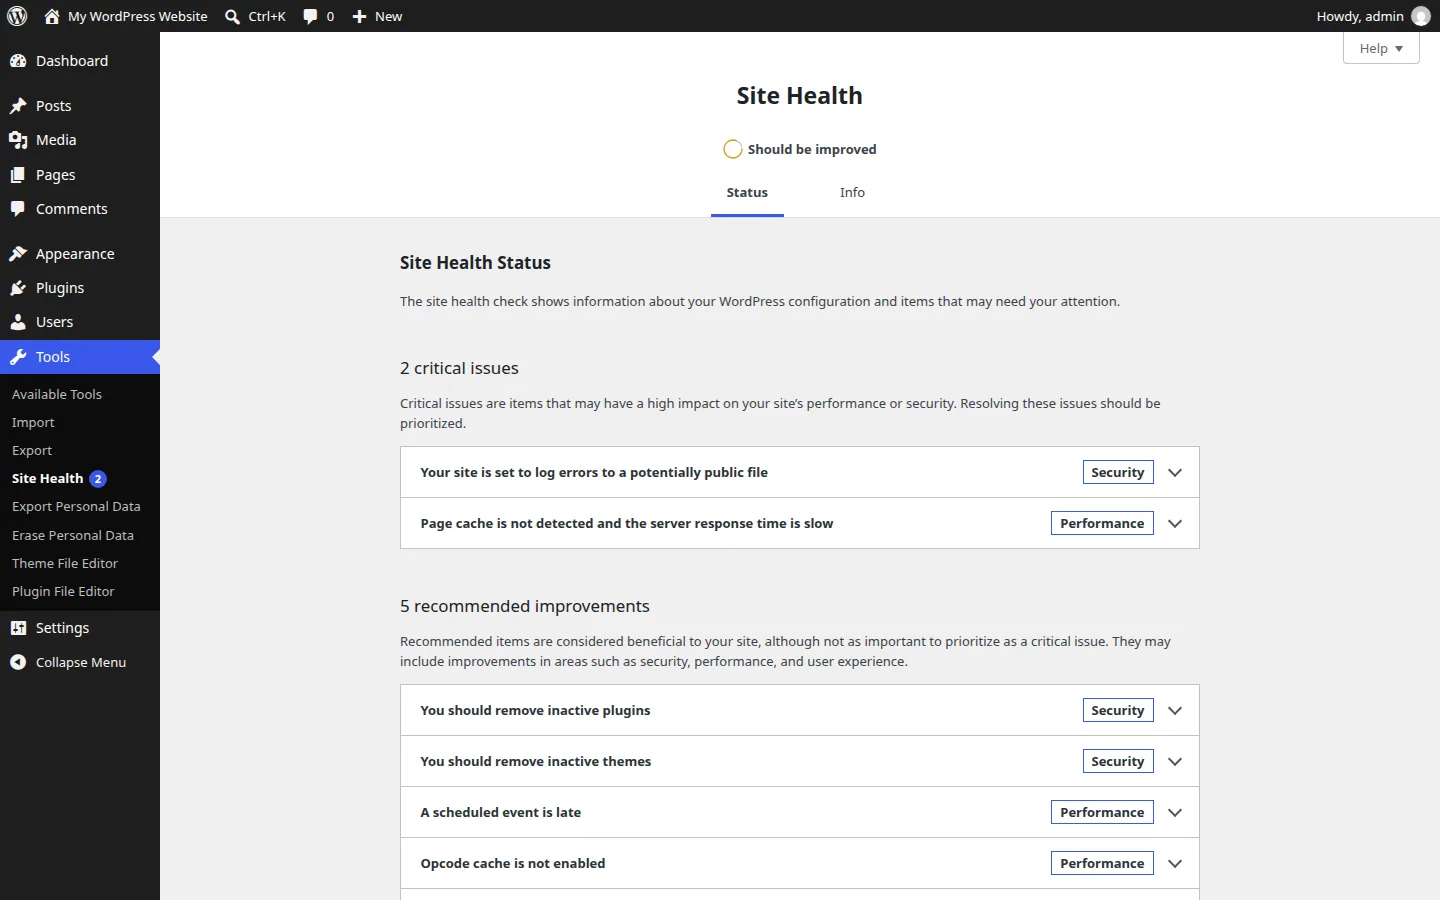 My WordPress Website
Ctrl+K
0
New
Howdy, admin
Help
Dashboard
Posts
Media
Pages
Comments
Appearance
Plugins
Users
Tools
Available Tools
Import
Export
Site Health 2
Export Personal Data
Erase Personal Data
Theme File Editor
Plugin File Editor
Settings
Collapse Menu
Site Health
Should be improved
Status
Info
Site Health Status
The site health check shows information about your WordPress configuration and items that may need your attention.
2 critical issues
Critical issues are items that may have a high impact on your site’s performance or security. Resolving these issues should be
prioritized.
Your site is set to log errors to a potentially public file
Security
Page cache is not detected and the server response time is slow
Performance
5 recommended improvements
Recommended items are considered beneficial to your site, although not as important to prioritize as a critical issue. They may
include improvements in areas such as security, performance, and user experience.
You should remove inactive plugins
Security
You should remove inactive themes
Security
A scheduled event is late
Performance
Opcode cache is not enabled
Performance